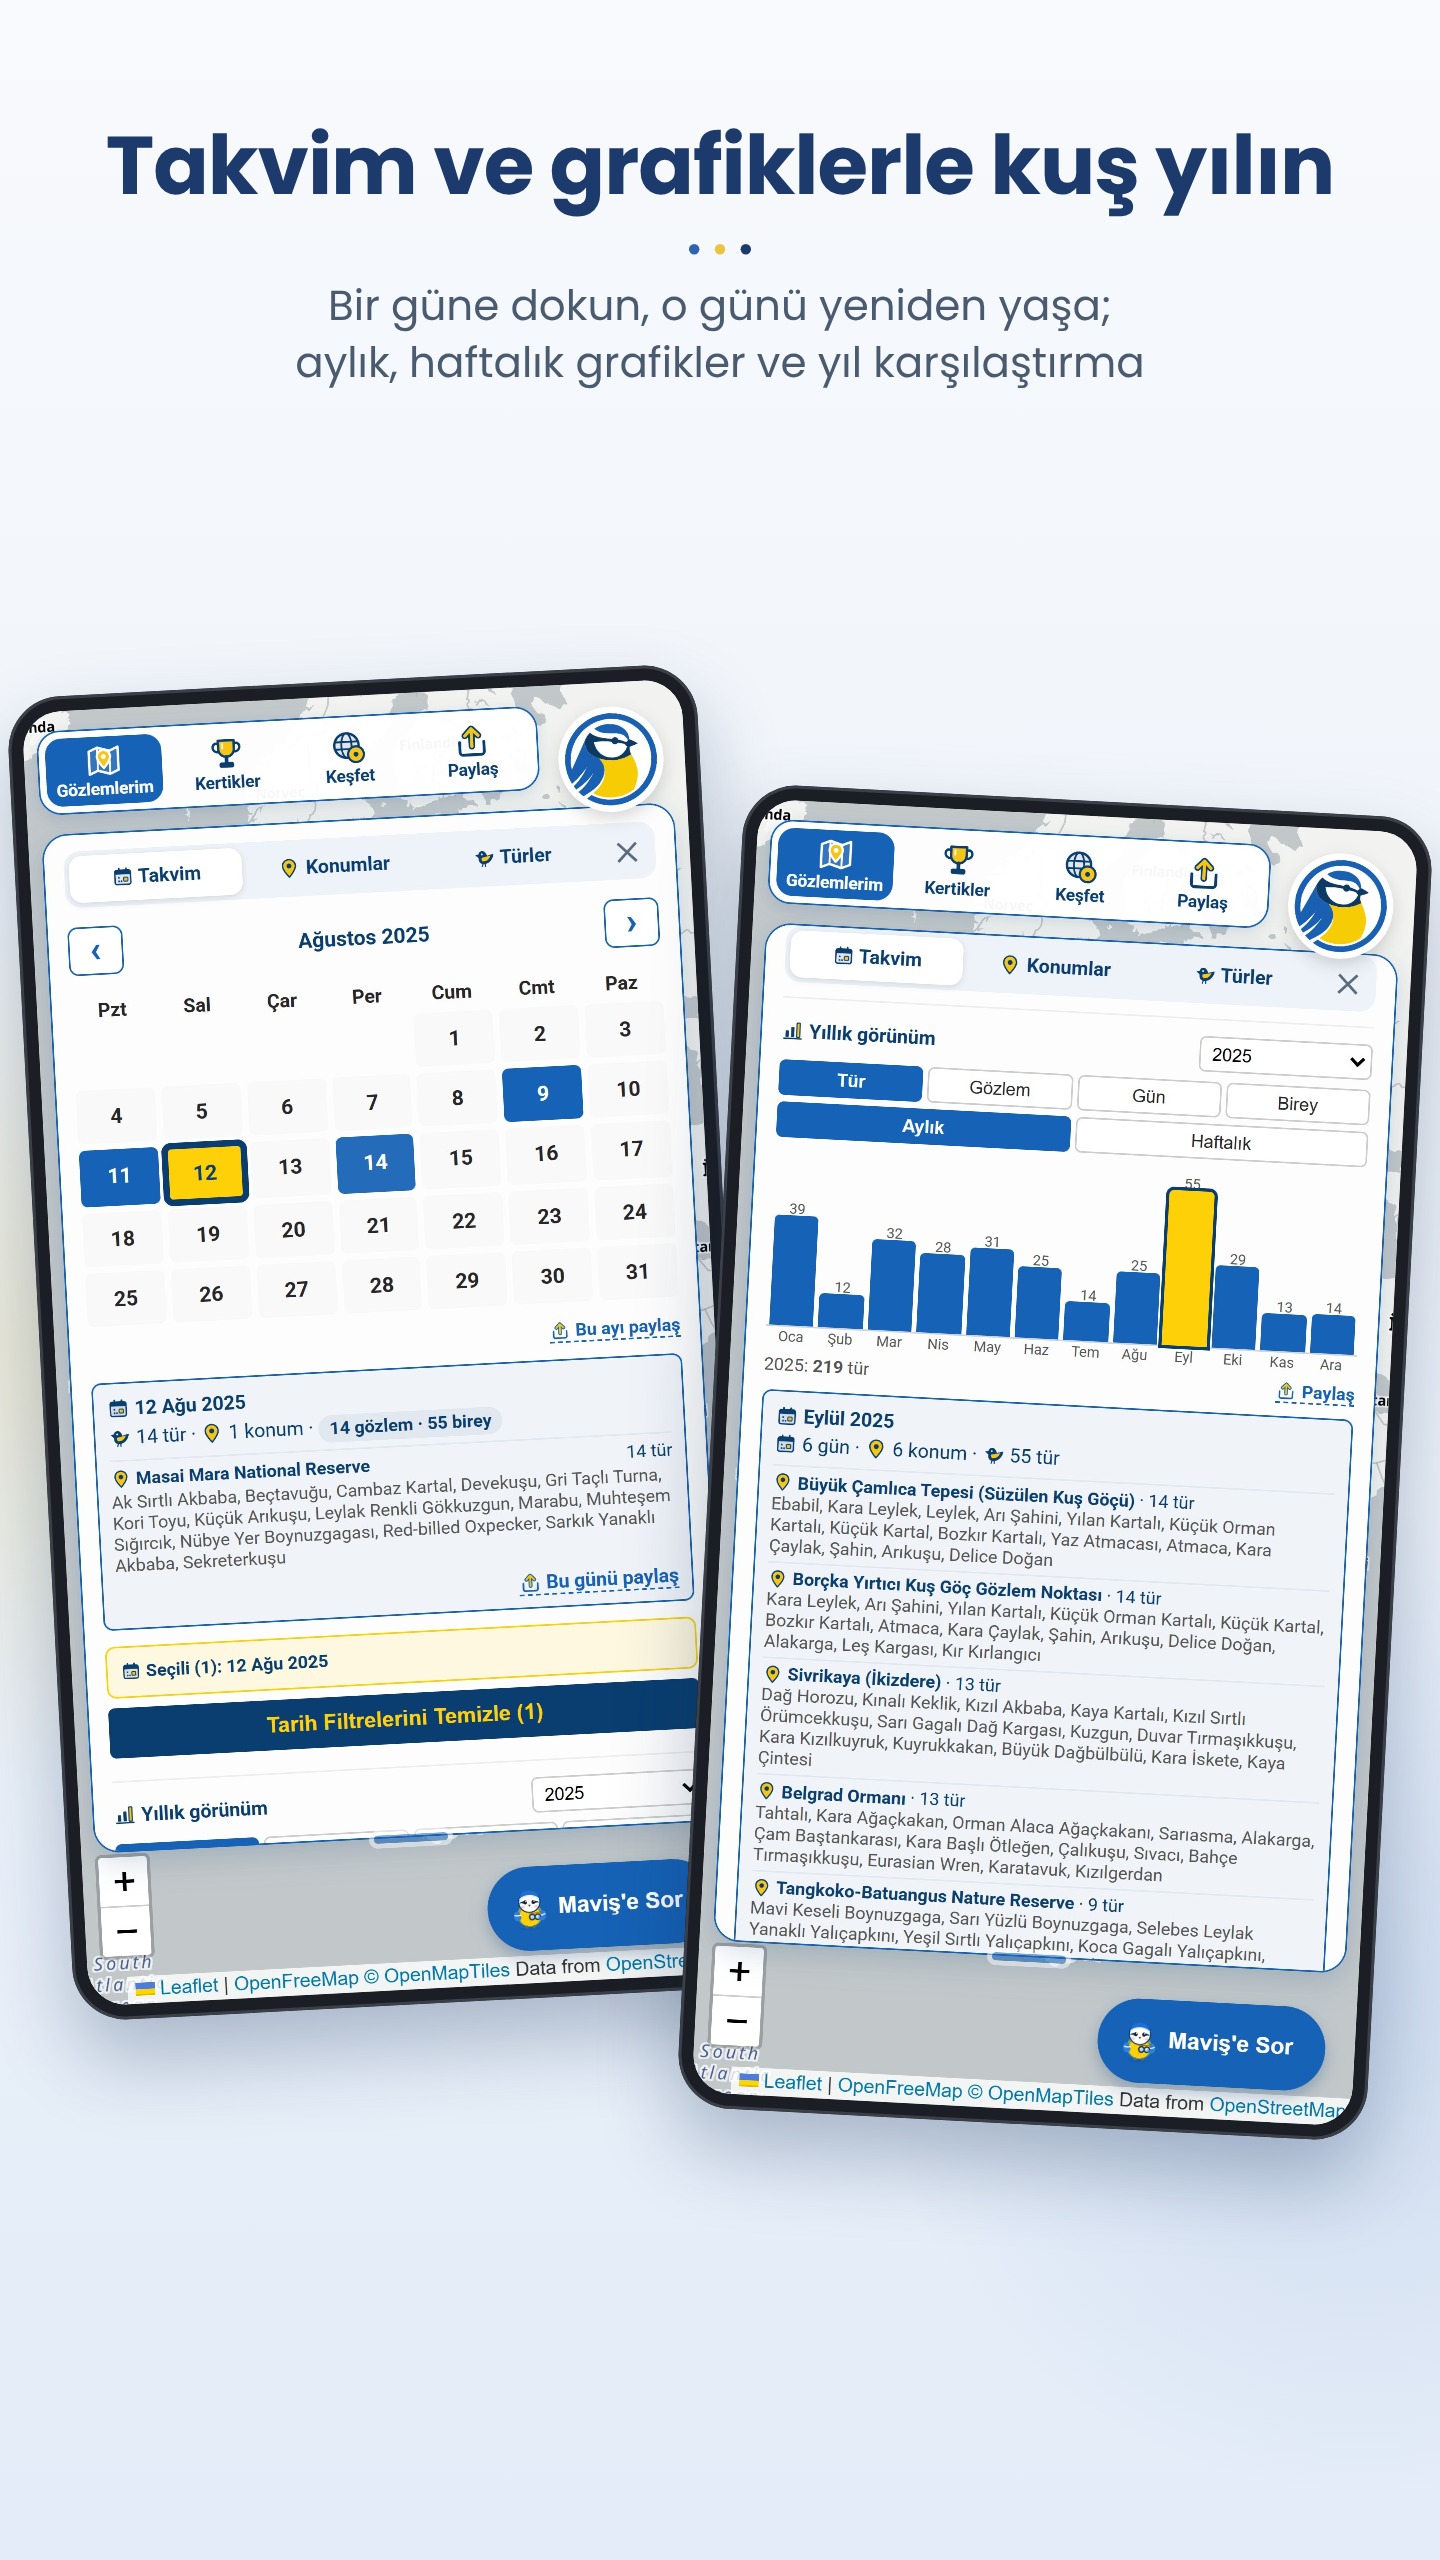 Takvim ve grafiklerle kuş yılın
Bir güne dokun, o günü yeniden yaşa;
aylık, haftalık grafikler ve yıl karşılaştırma
nda
Gözlemlerim
Kertikler
Keşfet
Paylaş
Takvim
Konumlar
Türler
‹
Ağustos 2025
›
Pzt Sal Çar Per Cum Cmt Paz
1 2 3
4 5 6 7 8 9 10
11 12 13 14 15 16 17
18 19 20 21 22 23 24
25 26 27 28 29 30 31
Bu ayı paylaş
12 Ağu 2025
14 tür · 1 konum · 14 gözlem · 55 birey
Masai Mara National Reserve 14 tür
Ak Sırtlı Akbaba, Beçtavuğu, Cambaz Kartal, Devekuşu, Gri Taçlı Turna,
Kori Toyu, Küçük Arıkuşu, Leylak Renkli Gökkuzgun, Marabu, Muhteşem
Sığırcık, Nübye Yer Boynuzgagası, Red-billed Oxpecker, Sarkık Yanaklı
Akbaba, Sekreterkuşu
Bu günü paylaş
Seçili (1): 12 Ağu 2025
Tarih Filtrelerini Temizle (1)
Yıllık görünüm
2025
+
−
Maviş'e Sor
South
Leaflet | OpenFreeMap © OpenMapTiles Data from OpenStre
nda
Gözlemlerim
Kertikler
Keşfet
Paylaş
Takvim
Konumlar
Türler
Yıllık görünüm
2025
Tür Gözlem Gün Birey
Aylık Haftalık
39 12 32 28 31 25 14 25 55 29 13 14
Oca Şub Mar Nis May Haz Tem Ağu Eyl Eki Kas Ara
2025: 219 tür
Paylaş
Eylül 2025
6 gün · 6 konum · 55 tür
Büyük Çamlıca Tepesi (Süzülen Kuş Göçü) · 14 tür
Ebabil, Kara Leylek, Leylek, Arı Şahini, Yılan Kartalı, Küçük Orman
Kartalı, Küçük Kartal, Bozkır Kartalı, Yaz Atmacası, Atmaca, Kara
Çaylak, Şahin, Arıkuşu, Delice Doğan
Borçka Yırtıcı Kuş Göç Gözlem Noktası · 14 tür
Kara Leylek, Arı Şahini, Yılan Kartalı, Küçük Orman Kartalı, Küçük Kartal,
Bozkır Kartalı, Atmaca, Kara Çaylak, Şahin, Arıkuşu, Delice Doğan,
Alakarga, Leş Kargası, Kır Kırlangıcı
Sivrikaya (İkizdere) · 13 tür
Dağ Horozu, Kınalı Keklik, Kızıl Akbaba, Kaya Kartalı, Kızıl Sırtlı
Örümcekkuşu, Sarı Gagalı Dağ Kargası, Kuzgun, Duvar Tırmaşıkkuşu,
Kara Kızılkuyruk, Kuyrukkakan, Büyük Dağbülbülü, Kara İskete, Kaya
Çintesi
Belgrad Ormanı · 13 tür
Tahtalı, Kara Ağaçkakan, Orman Alaca Ağaçkakanı, Sarıasma, Alakarga,
Çam Baştankarası, Kara Başlı Ötleğen, Çalıkuşu, Sıvacı, Bahçe
Tırmaşıkkuşu, Eurasian Wren, Karatavuk, Kızılgerdan
Tangkoko-Batuangus Nature Reserve · 9 tür
Mavi Keseli Boynuzgaga, Sarı Yüzlü Boynuzgaga, Selebes Leylek
Yanaklı Yalıçapkını, Yeşil Sırtlı Yalıçapkını, Koca Gagalı Yalıçapkını,
+
−
Maviş'e Sor
South
Leaflet | OpenFreeMap © OpenMapTiles Data from OpenStreetMap